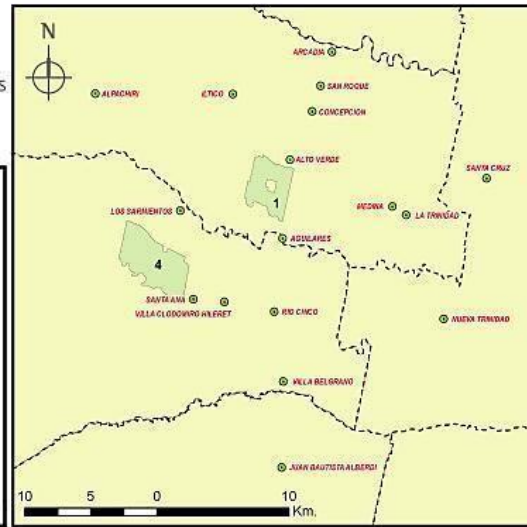 N
S
ARCADIA
SAN ROQUE
ALPACHIRI
ILTICO
CONCEPCION
ALTO VERDE
SANTA CRUZ
1
MEDINA
LOS SARMIENTOS
LA TRINIDAD
AGUILARES
4
SANTA ANA
VILLA CLODOMIRO HILERET
RIO CHICO
NUEVA TRINIDAD
VILLA BELGRANO
JUAN BAUTISTA ALBERDI
10 5 0 10
Km.